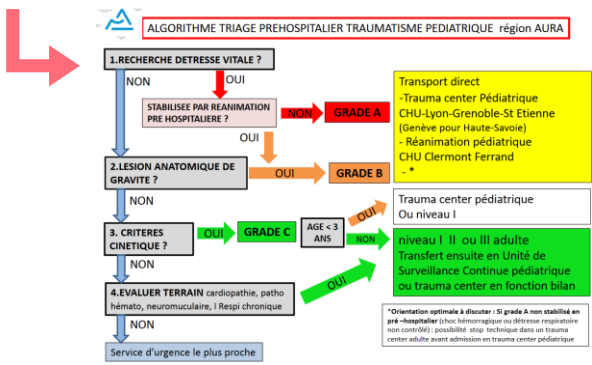 ALGORITHME TRIAGE PREHOSPITALIER TRAUMATISME PEDIATRIQUE région AURA
1.RECHERCHE DETRESSE VITALE ?
NON
OUI
STABILISEE PAR REANIMATION
PRE HOSPITALIERE ?
NON
GRADE A
OUI
Transport direct
-Trauma center Pédiatrique
CHU-Lyon-Grenoble-St Etienne
(Genève pour Haute-Savoie)
- Réanimation pédiatrique
CHU Clermont Ferrand
- *
2.LESION ANATOMIQUE DE
GRAVITE ?
OUI
GRADE B
NON
3. CRITERES
CINETIQUE ?
OUI
GRADE C
AGE < 3
ANS
OUI
Trauma center pédiatrique
Ou niveau I
NON
niveau I II ou III adulte
Transfert ensuite en Unité de
Surveillance Continue pédiatrique
ou trauma center en fonction bilan
NON
4.EVALUER TERRAIN cardiopathie, patho
hémato, neuromuculaire, I Respi chronique
OUI
NON
Service d'urgence le plus proche
*Orientation optimale à discuter : Si grade A non stabilisé en
pré –hospitalier (choc hémorragique ou détresse respiratoire
non contrôlé) : possibilité stop technique dans un trauma
center adulte avant admission en trauma center pédiatrique